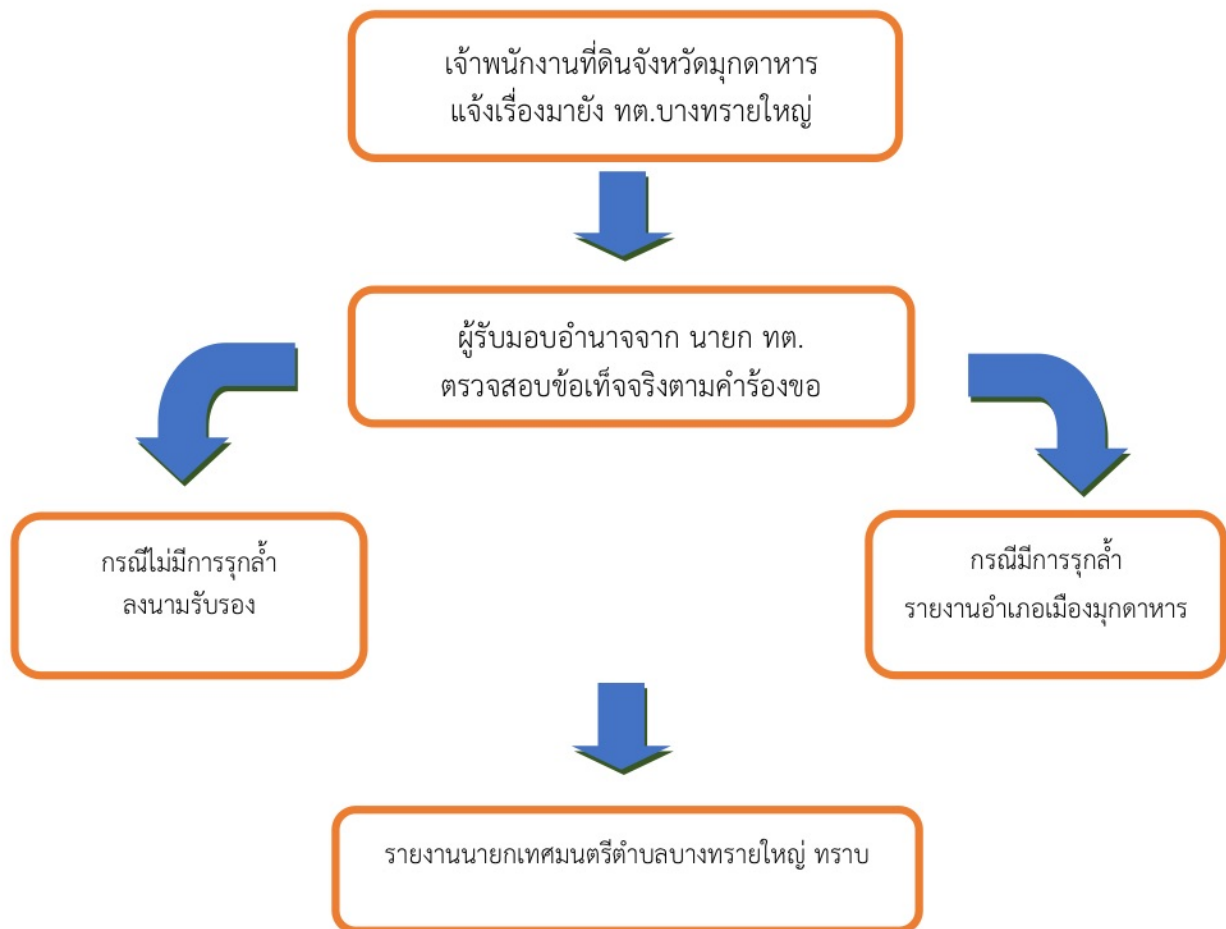 เจ้าพนักงานที่ดินจังหวัดมุกดาหาร
แจ้งเรื่องมายัง ทต.บางทรายใหญ่
ผู้รับมอบอำนาจจาก นายก ทต.
ตรวจสอบข้อเท็จจริงตามคำร้องขอ
กรณีไม่มีการรุกล้ำ
ลงนามรับรอง
กรณีมีการรุกล้ำ
รายงานอำเภอเมืองมุกดาหาร
รายงานนายกเทศมนตรีตำบลบางทรายใหญ่ ทราบ